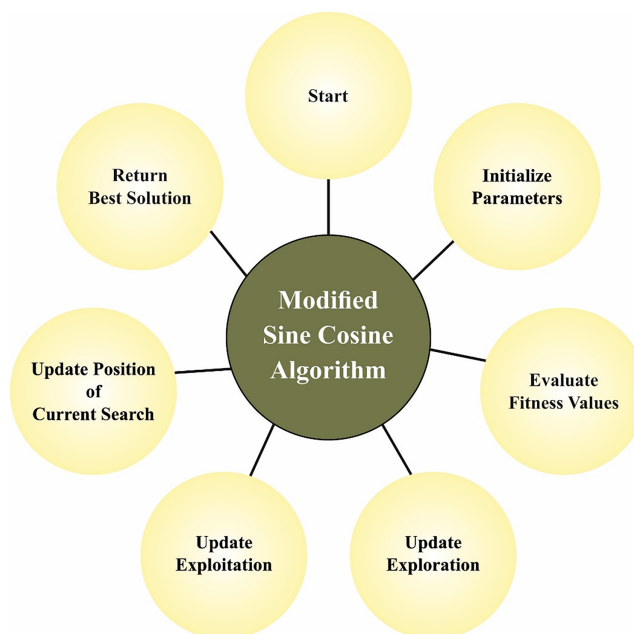 Start
Initialize
Parameters
Evaluate
Fitness Values
Update
Exploration
Update
Exploitation
Update Position
of
Current Search
Return
Best Solution
Modified
Sine Cosine
Algorithm